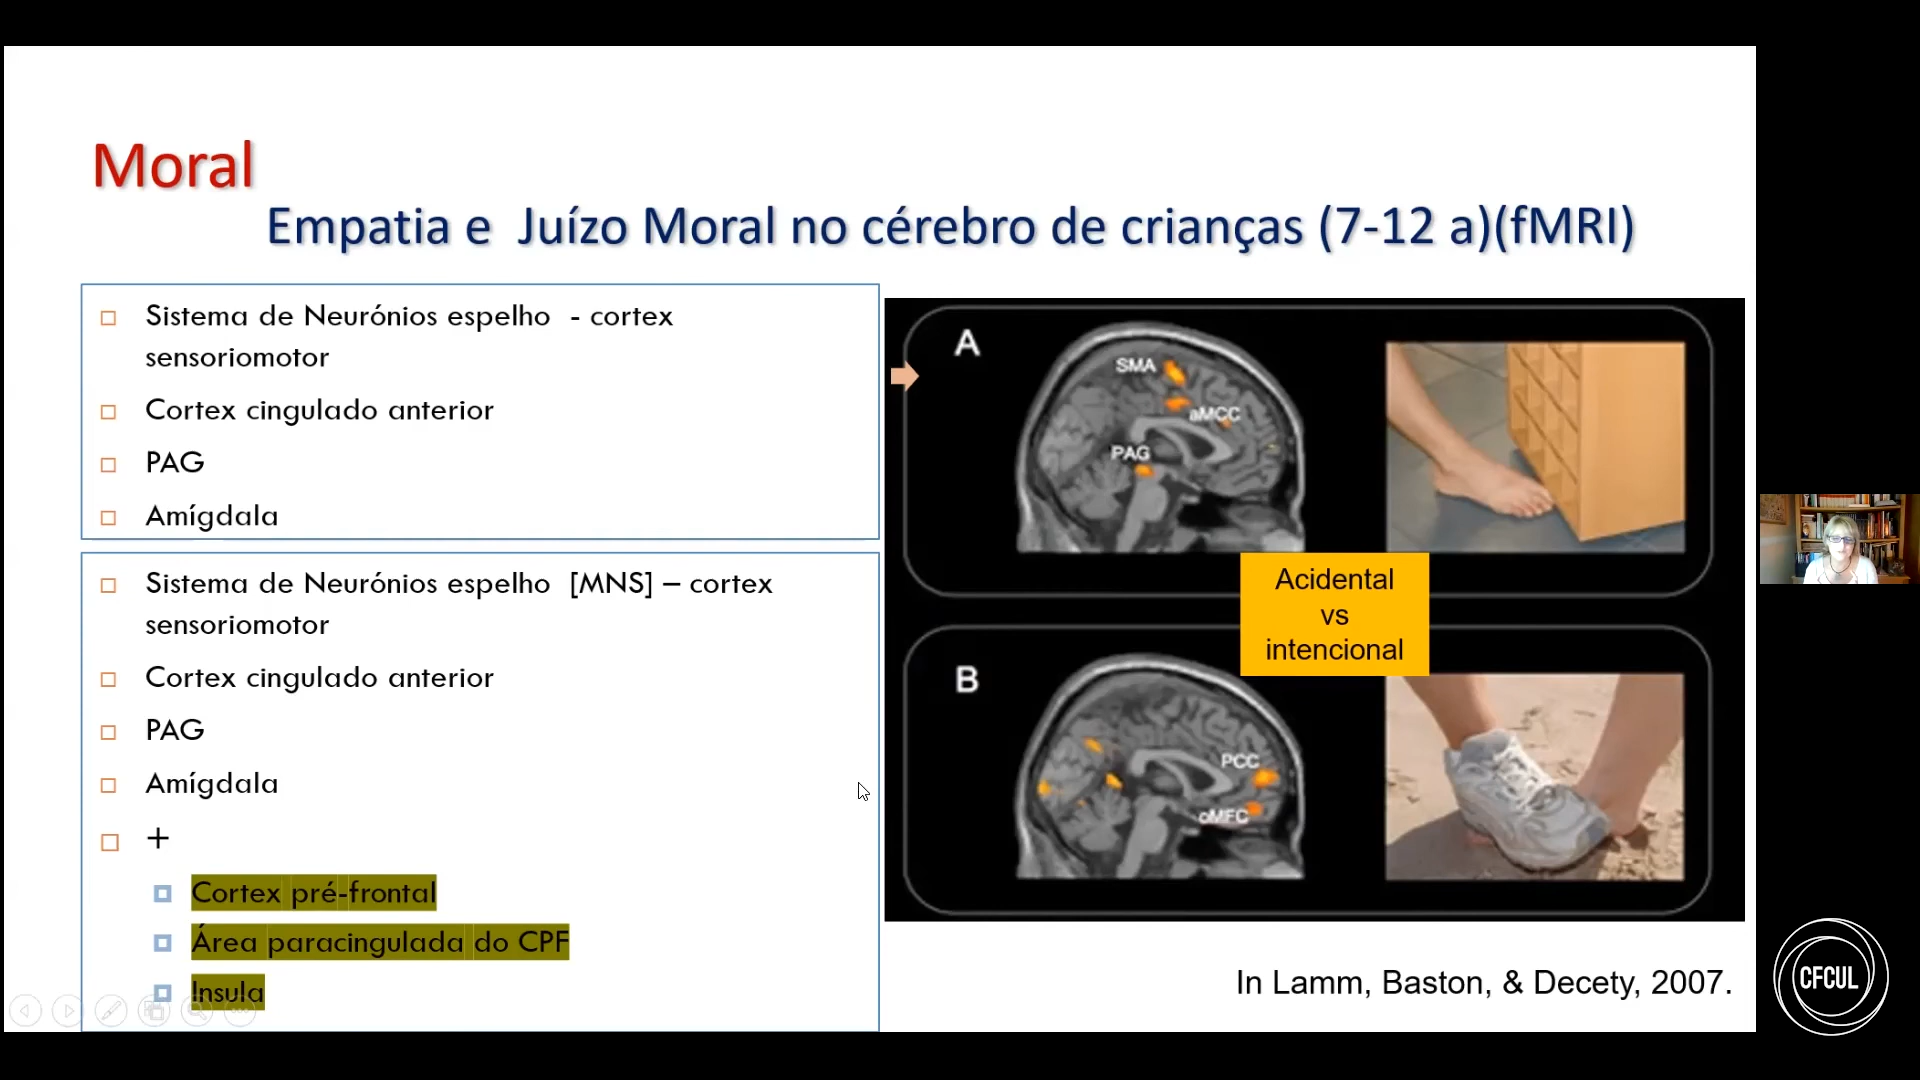 Moral
Empatia e Juízo Moral no cérebro de crianças (7-12 a)(fMRI)
Sistema de Neurónios espelho - cortex
sensoriomotor
Cortex cingulado anterior
PAG
Amígdala
Sistema de Neurónios espelho [MNS] – cortex
sensoriomotor
Cortex cingulado anterior
PAG
Amígdala
+
Cortex pré-frontal
Área paracingulada do CPF
Insula
A
SMA
aMCC
PAG
Acidental
vs
intencional
B
PCC
oMFC
In Lamm, Baston, & Decety, 2007.
CFCUL